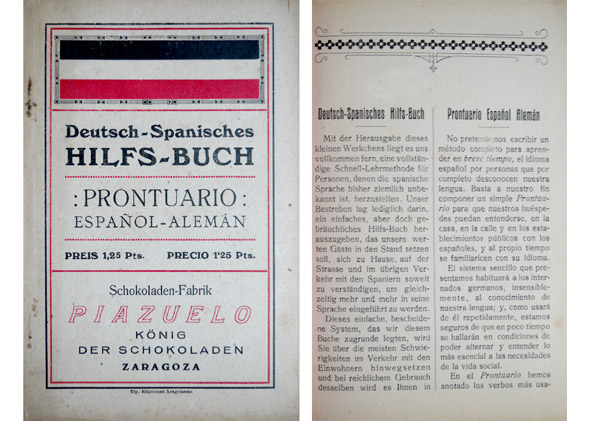 Deutsch-Spanisches
HILFS-BUCH
:PRONTUARIO:
ESPAÑOL-ALEMÁN
PREIS 1,25 Pts. PRECIO 1'25 Pts.
Schokoladen-Fabrik
PIAZUELO
KÖNIG
DER SCHOKOLADEN
ZARAGOZA
Tip. Ediciones Aragonesas
Deutsch-Spanisches Hilfs-Buch
Mit der Herausgabe dieses
kleinen Werkchens liegt es uns
vollkommen fern, eine vollständi-
ge Schnell-Lehrmethode für
Personen, denen die spanische
Sprache bisher ziemlich unbe-
kannt ist, herzustellen. Unser
Bestreben lag lediglich darin,
ein einfaches, aber doch ge-
bräuchliches Hilfs-Buch her-
auszugeben, das unsere wer-
ten Gäste in den Stand setzen
soll, sich zu Hause, auf der
Strasse und im übrigen Ver-
kehr mit den Spaniern soweit
zu verständigen, um gleich-
zeitig mehr und mehr in seine
Sprache eingeführt zu werden.
Dieses einfache, bescheide-
ne System, das wir diesem
Buche zugrunde legten, wird
Sie über die meisten Schwie-
rigkeiten im Verkehr mit den
Einwohnern hinwegsetzen
und bei reichlichem Gebrauch
desselben wird es Ihnen in
Prontuario Español Alemán
No pretendemos escribir un
método completo para apren-
der en breve tiempo, el idioma
español por personas que por
completo desconocen nuestra
lengua. Basta a nuestro fin
componer un simple Prontua-
rio para que nuestros huéspe-
des puedan entenderse, en la
casa, en la calle y en los esta-
blecimientos públicos con los
españoles, y al propio tiempo
se familiaricen con su idioma.
El sistema sencillo que pre-
sentamos habituará a los inter-
nados germanos, insensible-
mente, al conocimiento de
nuestra lengua; y, como usará
de él repetidamente, estamos
seguros de que en poco tiempo
se hallarán en condiciones de
poder alternar y entender lo
más esencial a las necesidades
de la vida social.
En el Prontuario hemos
anotado los verbos más usa-